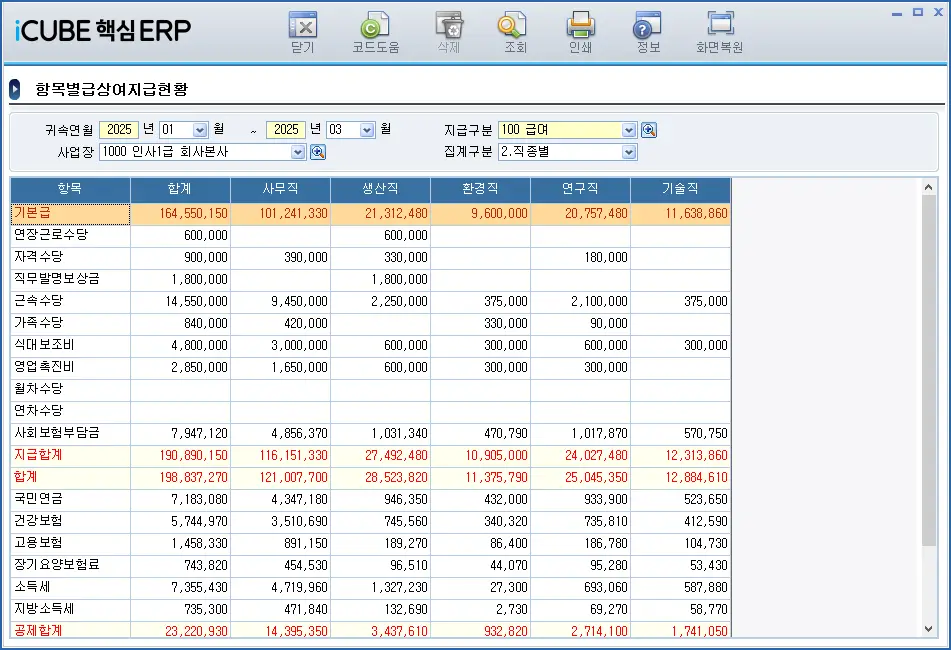 iCUBE 핵심ERP
닫기 코드도움 삭제 조회 인쇄 정보 화면복원
항목별급상여지급현황
귀속연월 2025 년 01 월 ~ 2025 년 03 월 지급구분 100 급여
사업장 1000 인사1급 회사본사 집계구분 2.직종별
항목 합계 사무직 생산직 환경직 연구직 기술직
기본급 164,550,150 101,241,330 21,312,480 9,600,000 20,757,480 11,638,860
연장근로수당 600,000 600,000
자격수당 900,000 390,000 330,000 180,000
직무발명보상금 1,800,000 1,800,000
근속수당 14,550,000 9,450,000 2,250,000 375,000 2,100,000 375,000
가족수당 840,000 420,000 330,000 90,000
식대보조비 4,800,000 3,000,000 600,000 300,000 600,000 300,000
영업촉진비 2,850,000 1,650,000 600,000 300,000 300,000
월차수당
연차수당
사회보험부담금 7,947,120 4,856,370 1,031,340 470,790 1,017,870 570,750
지급합계 190,890,150 116,151,330 27,492,480 10,905,000 24,027,480 12,313,860
합계 198,837,270 121,007,700 28,523,820 11,375,790 25,045,350 12,884,610
국민연금 7,183,080 4,347,180 946,350 432,000 933,900 523,650
건강보험 5,744,970 3,510,690 745,560 340,320 735,810 412,590
고용보험 1,458,330 891,150 189,270 86,400 186,780 104,730
장기요양보험료 743,820 454,530 96,510 44,070 95,280 53,430
소득세 7,355,430 4,719,960 1,327,230 27,300 693,060 587,880
지방소득세 735,300 471,840 132,690 2,730 69,270 58,770
공제합계 23,220,930 14,395,350 3,437,610 932,820 2,714,100 1,741,050